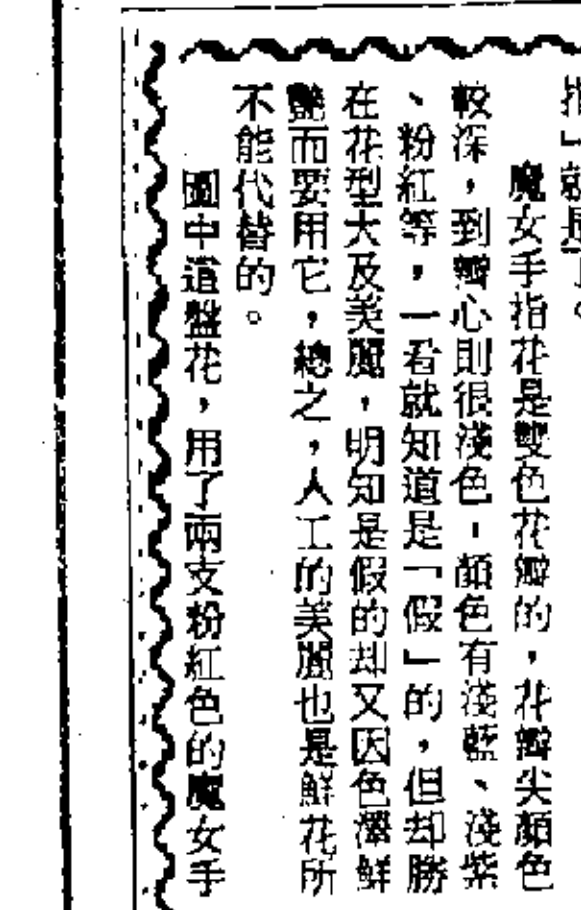 指」就是了。
魔女手指花是雙色花瓣的，花瓣尖顏色
較深，到瓣心則很淺色，顏色有淺藍、淺紫
、粉紅等，一看就知道是「假」的，但却勝
在花型大及美麗，明知是假的却又因色澤鮮
艷而要用它，總之，人工的美麗也是鮮花所
不能代替的。
圖中這盤花，用了兩支粉紅色的魔女手